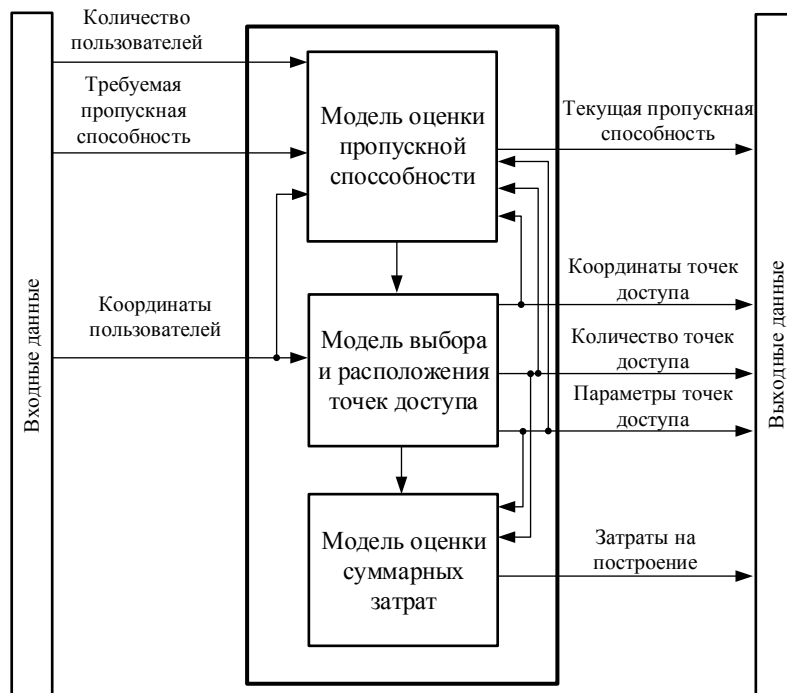 Входные данные
Количество
пользователей
Требуемая
пропускная
способность
Координаты
пользователей
Модель оценки
пропускной
споссобности
Модель выбора
и расположения
точек доступа
Модель оценки
суммарных
затрат
Текущая пропускная
способность
Координаты точек
доступа
Количество точек
доступа
Параметры точек
доступа
Затраты на
построение
Выходные данные